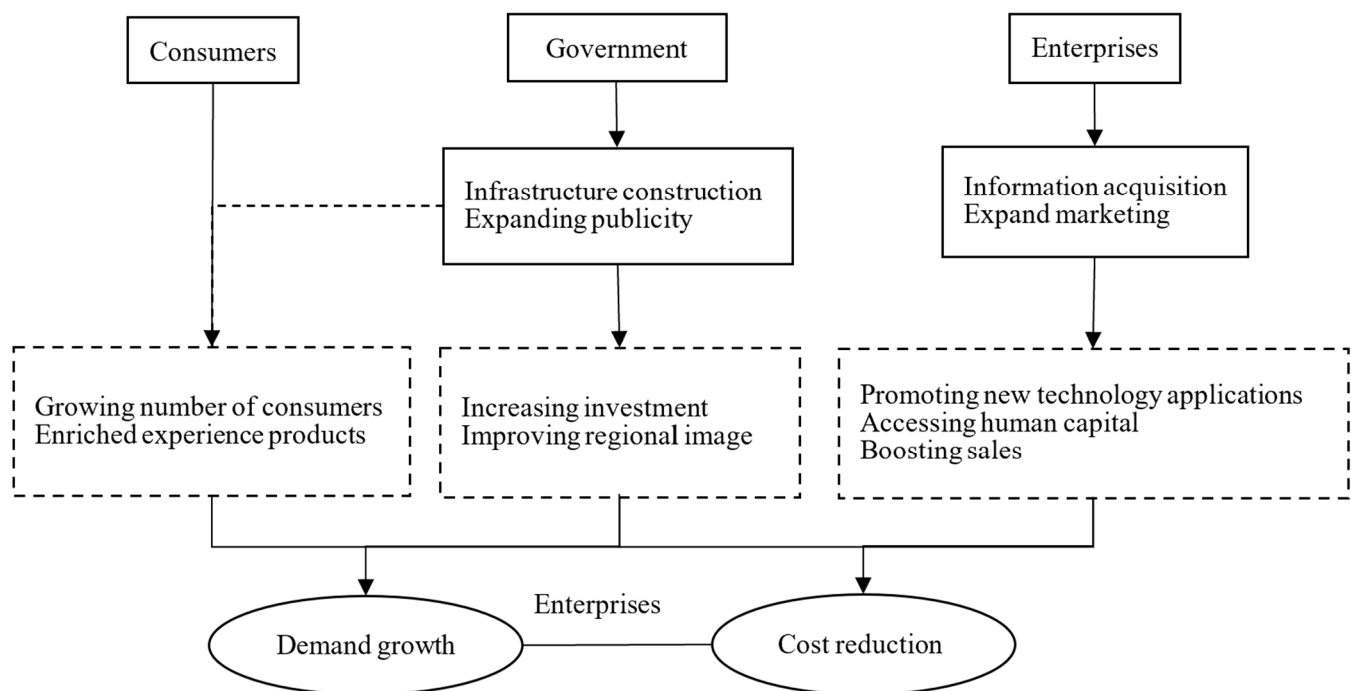 Consumers
Government
Enterprises
Infrastructure construction
Expanding publicity
Information acquisition
Expand marketing
Growing number of consumers
Enriched experience products
Increasing investment
Improving regional image
Promoting new technology applications
Accessing human capital
Boosting sales
Enterprises
Demand growth
Cost reduction